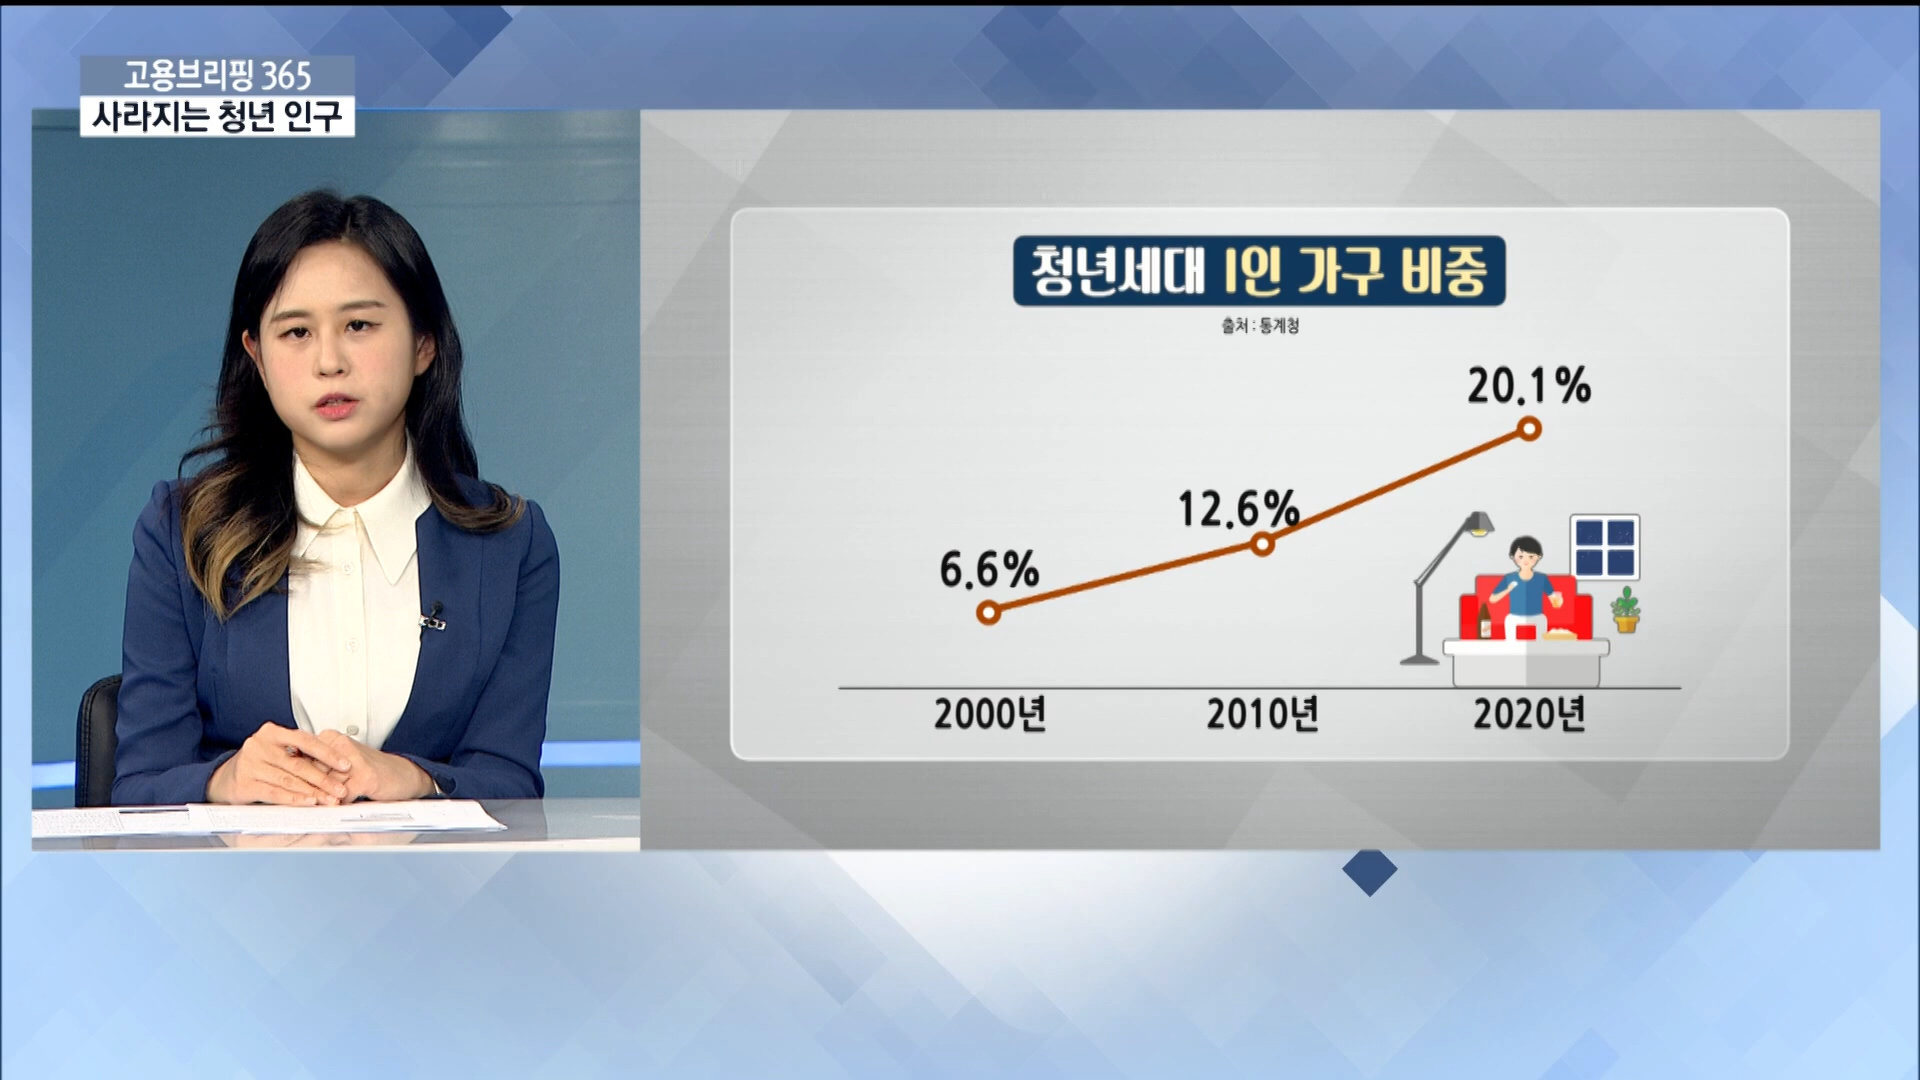 고용브리핑 365
사라지는 청년 인구
청년세대 1인 가구 비중
출처 : 통계청
20.1%
12.6%
6.6%
2000년 2010년 2020년